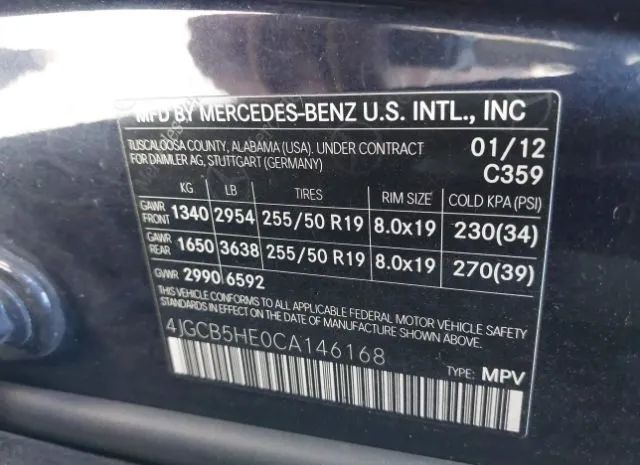 MFD BY MERCEDES-BENZ U.S. INTL., INC
TUSCALOOSA COUNTY, ALABAMA (USA). UNDER CONTRACT
FOR DAIMLER AG, STUTTGART (GERMANY)
01/12
C359
KG LB TIRES RIM SIZE COLD KPA (PSI)
GAWR FRONT 1340 2954 255/50 R19 8.0x19 230(34)
GAWR REAR 1650 3638 255/50 R19 8.0x19 270(39)
GVWR 2990 6592
THIS VEHICLE CONFORMS TO ALL APPLICABLE FEDERAL MOTOR VEHICLE SAFETY
STANDARDS IN EFFECT ON THE DATE OF MANUFACTURE SHOWN ABOVE.
4JGCB5HE0CA146168
TYPE: MPV